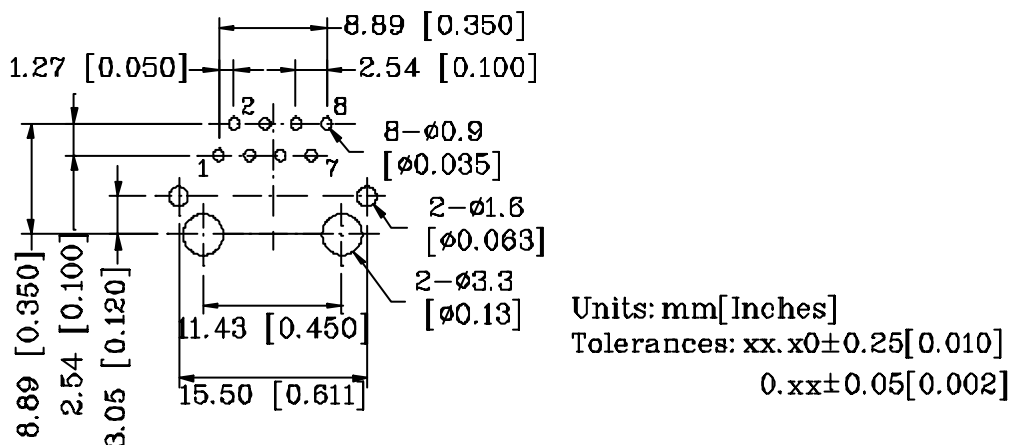 8.89 [0.350]
1.27 [0.050]
2.54 [0.100]
2
8
8-ø0.9
[ø0.035]
1
7
2-ø1.6
[ø0.063]
2-ø3.3
[ø0.13]
8.89 [0.350]
2.54 [0.100]
3.05 [0.120]
11.43 [0.450]
15.50 [0.611]
Units: mm[Inches]
Tolerances: xx.x0±0.25[0.010]
0.xx±0.05[0.002]